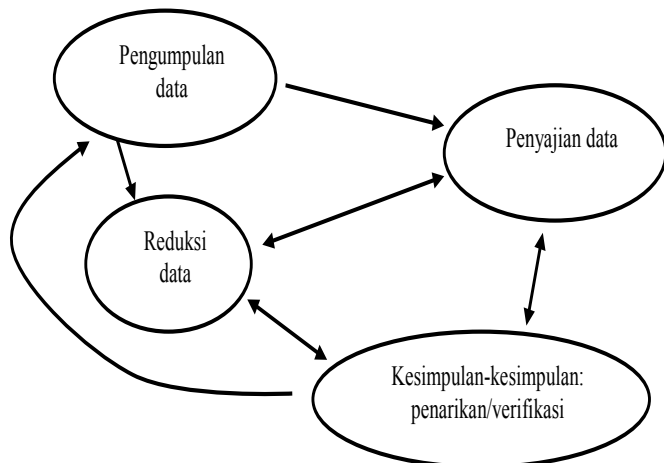 Pengumpulan
data
Penyajian data
Reduksi
data
Kesimpulan-kesimpulan:
penarikan/verifikasi